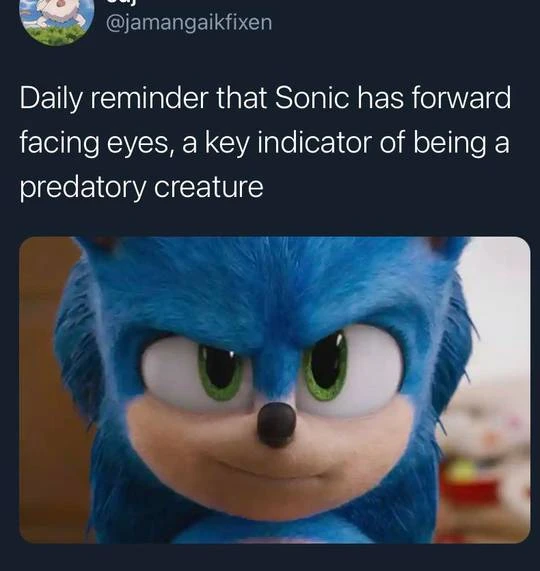 @jamangaikfixen
Daily reminder that Sonic has forward
facing eyes, a key indicator of being a
predatory creature